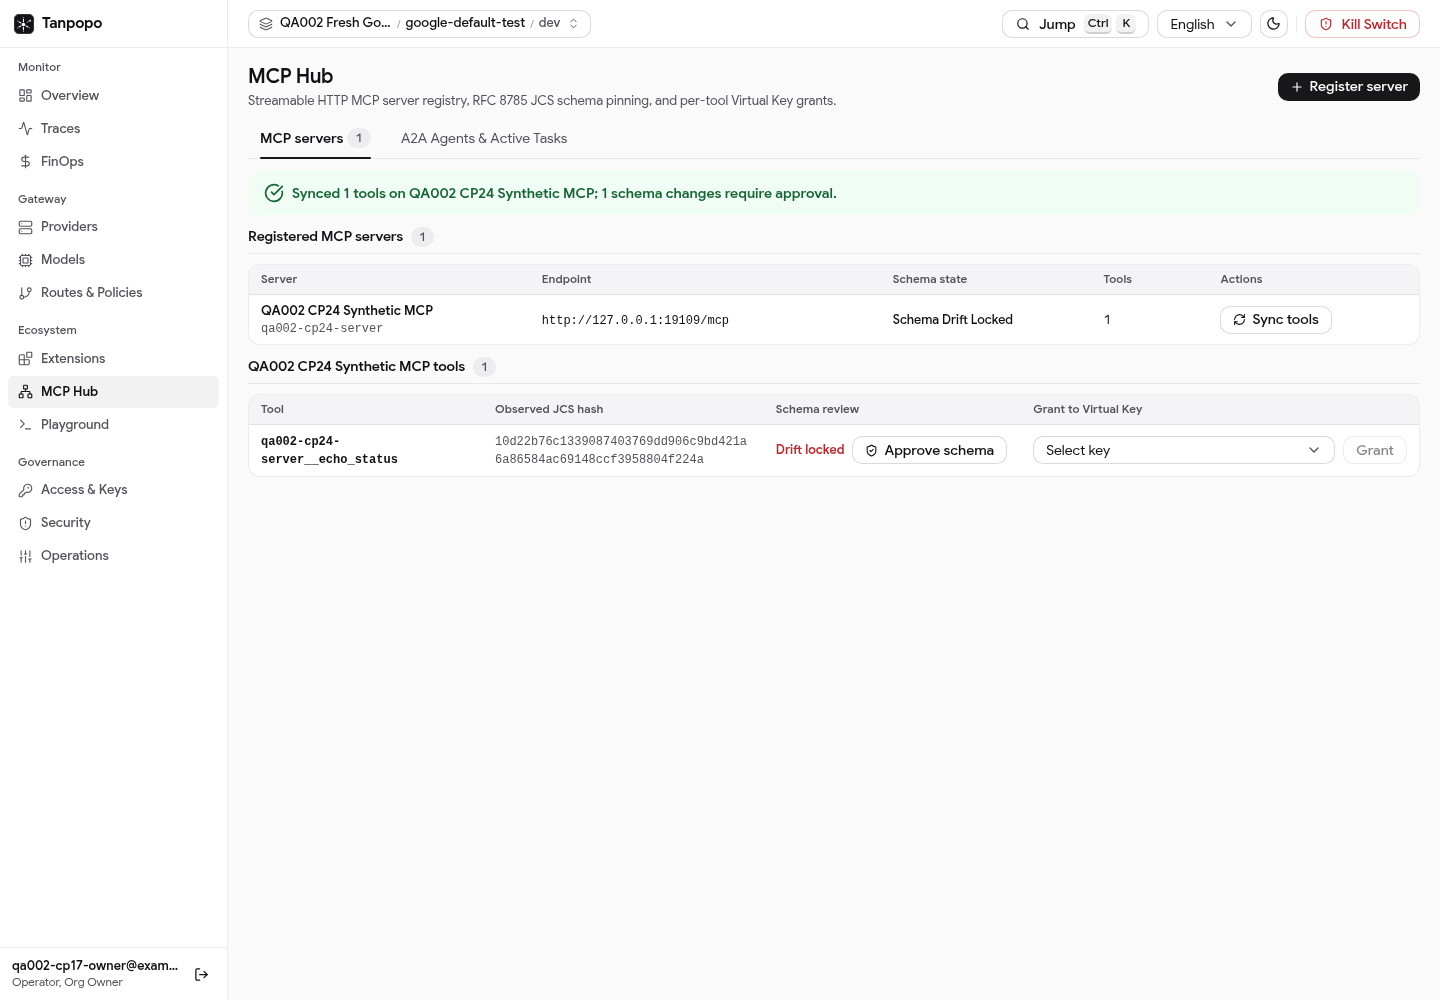 Tanpopo
QA002 Fresh Go... / google-default-test / dev
Jump Ctrl K
English
Kill Switch
Monitor
Overview
Traces
FinOps
Gateway
Providers
Models
Routes & Policies
Ecosystem
Extensions
MCP Hub
Playground
Governance
Access & Keys
Security
Operations
qa002-cp17-owner@exam...
Operator, Org Owner
MCP Hub
Streamable HTTP MCP server registry, RFC 8785 JCS schema pinning, and per-tool Virtual Key grants.
Register server
MCP servers 1
A2A Agents & Active Tasks
Synced 1 tools on QA002 CP24 Synthetic MCP; 1 schema changes require approval.
Registered MCP servers 1
Server Endpoint Schema state Tools Actions
QA002 CP24 Synthetic MCP
qa002-cp24-server
http://127.0.0.1:19109/mcp
Schema Drift Locked
1
Sync tools
QA002 CP24 Synthetic MCP tools 1
Tool Observed JCS hash Schema review Grant to Virtual Key
qa002-cp24-
server__echo_status
10d22b76c1339087403769dd906c9bd421a
6a86584ac69148ccf3958804f224a
Drift locked
Approve schema
Select key
Grant